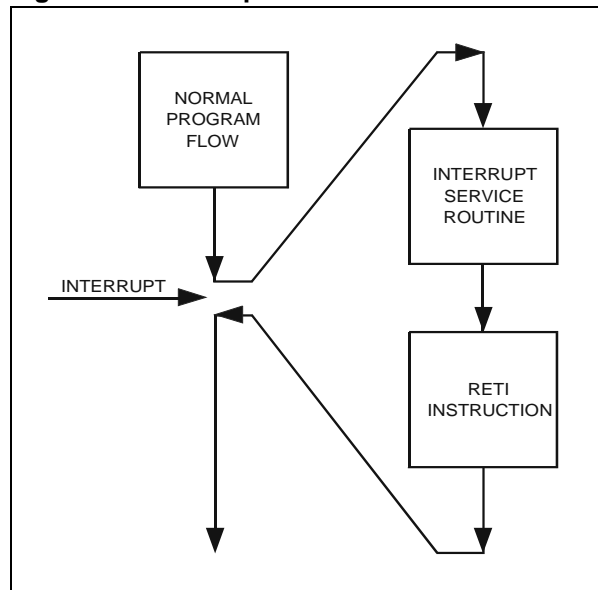 NORMAL
PROGRAM
FLOW
INTERRUPT
SERVICE
ROUTINE
INTERRUPT
RETI
INSTRUCTION